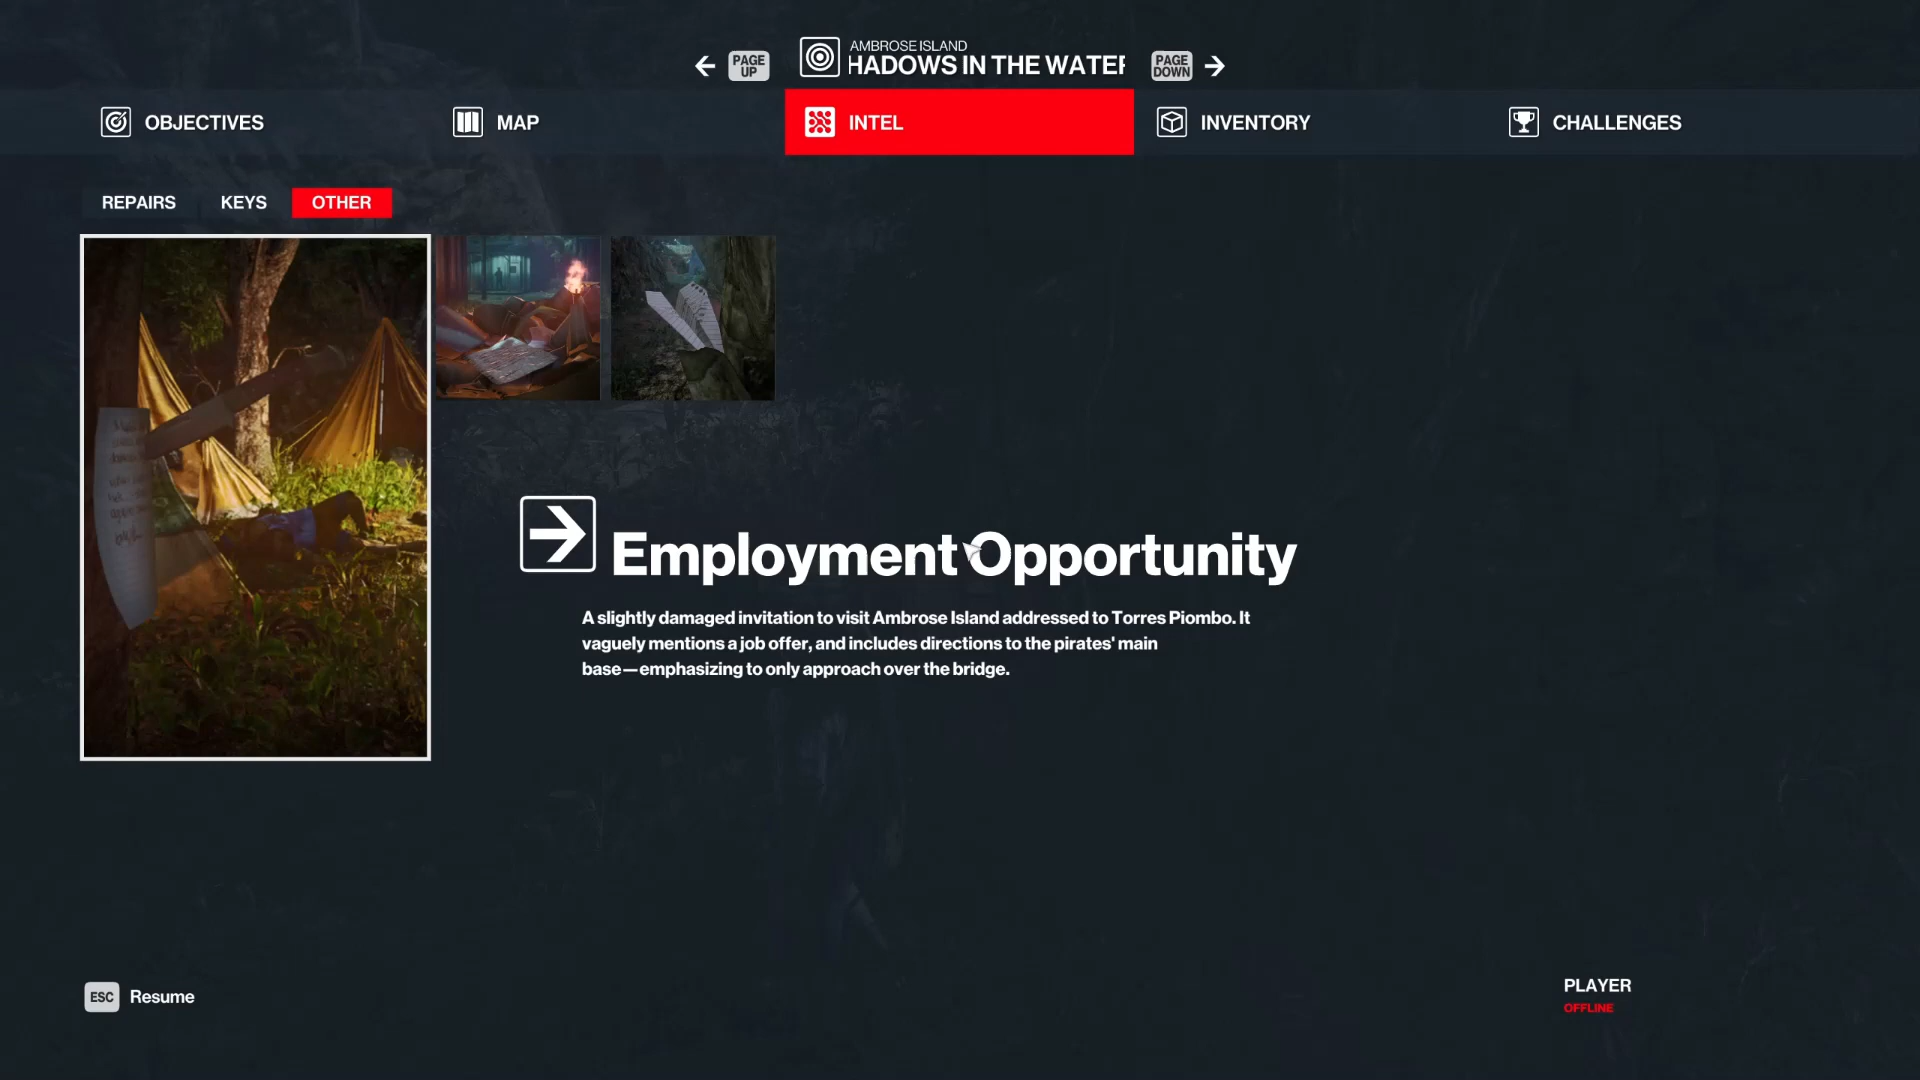 PAGE UP
AMBROSE ISLAND
HADOWS IN THE WATER
PAGE DOWN
OBJECTIVES
MAP
INTEL
INVENTORY
CHALLENGES
REPAIRS
KEYS
OTHER
Employment Opportunity
A slightly damaged invitation to visit Ambrose Island addressed to Torres Piombo. It
vaguely mentions a job offer, and includes directions to the pirates' main
base—emphasizing to only approach over the bridge.
ESC Resume
PLAYER
OFFLINE